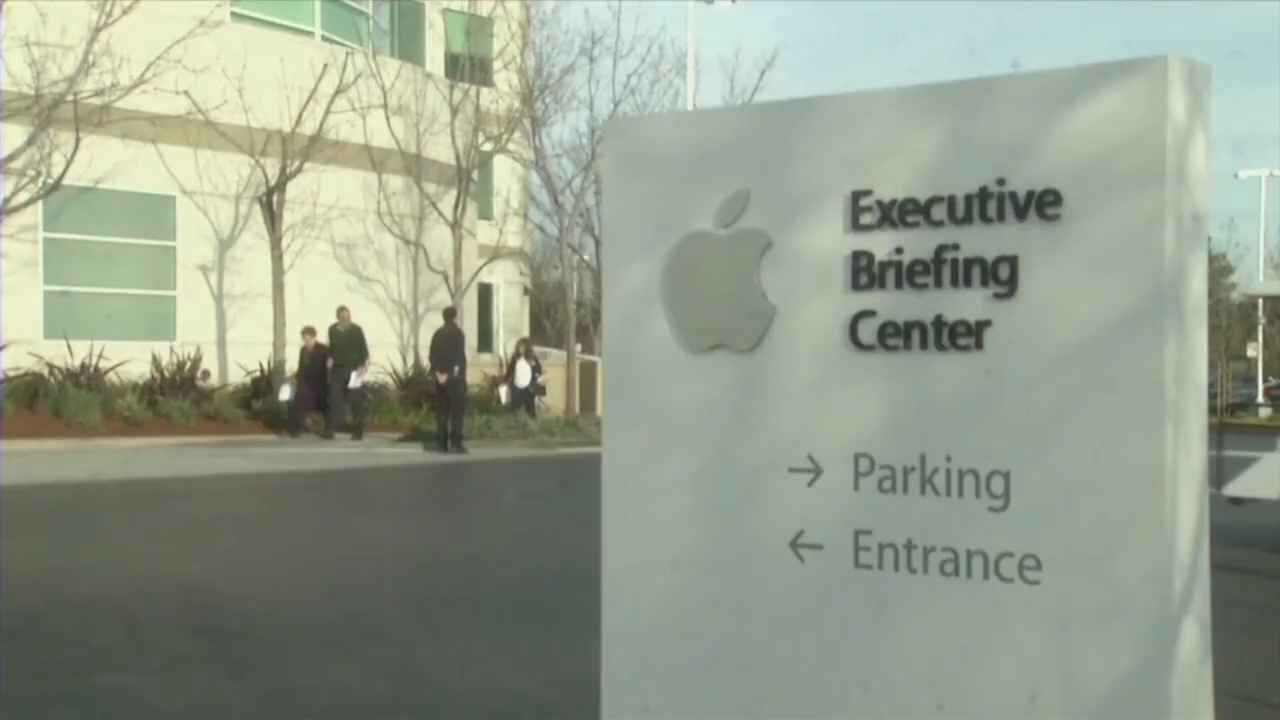 Executive
Briefing
Center
→ Parking
← Entrance